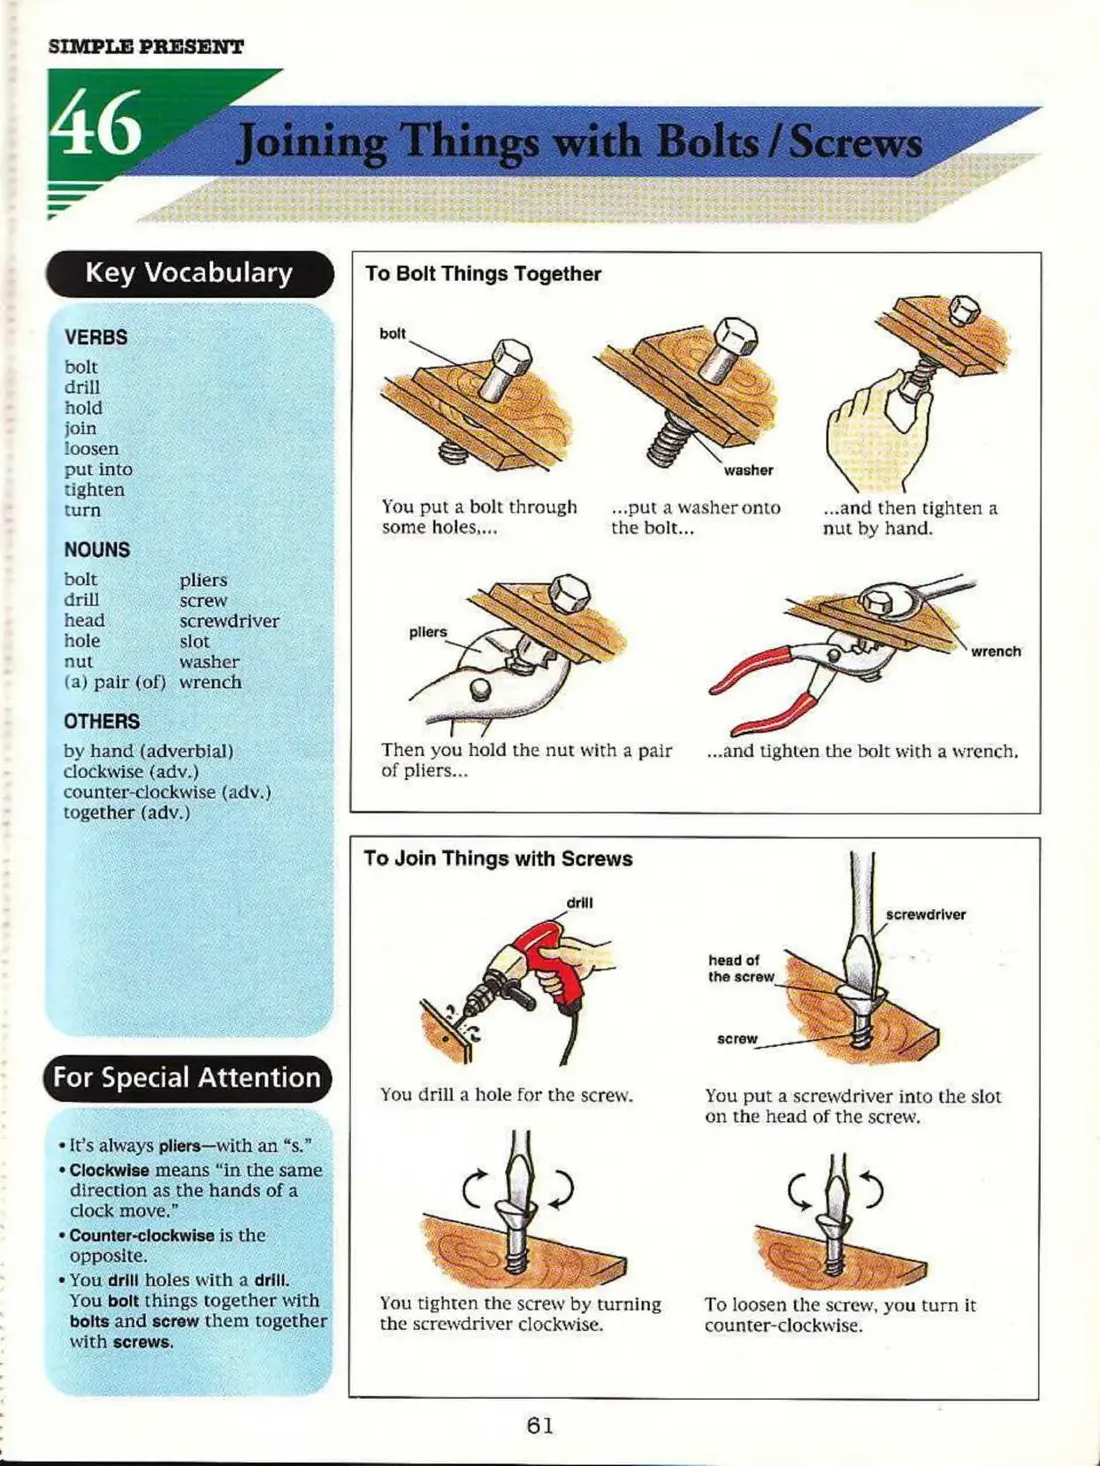 SIMPLE PRESENT
46
Joining Things with Bolts / Screws
Key Vocabulary
VERBS
bolt
drill
hold
join
loosen
put into
tighten
turn
NOUNS
bolt pliers
drill screw
head screwdriver
hole slot
nut washer
(a) pair (of) wrench
OTHERS
by hand (adverbial)
clockwise (adv.)
counter-clockwise (adv.)
together (adv.)
For Special Attention
• It's always pliers—with an “s.”
• Clockwise means “in the same
direction as the hands of a
clock move.”
• Counter-clockwise is the
opposite.
• You drill holes with a drill.
You bolt things together with
bolts and screw them together
with screws.
To Bolt Things Together
bolt
washer
You put a bolt through
some holes,...
...put a washer onto
the bolt...
...and then tighten a
nut by hand.
pliers
wrench
Then you hold the nut with a pair
of pliers...
...and tighten the bolt with a wrench.
To Join Things with Screws
drill
screwdriver
head of
the screw
screw
You drill a hole for the screw.
You put a screwdriver into the slot
on the head of the screw.
You tighten the screw by turning
the screwdriver clockwise.
To loosen the screw, you turn it
counter-clockwise.
61